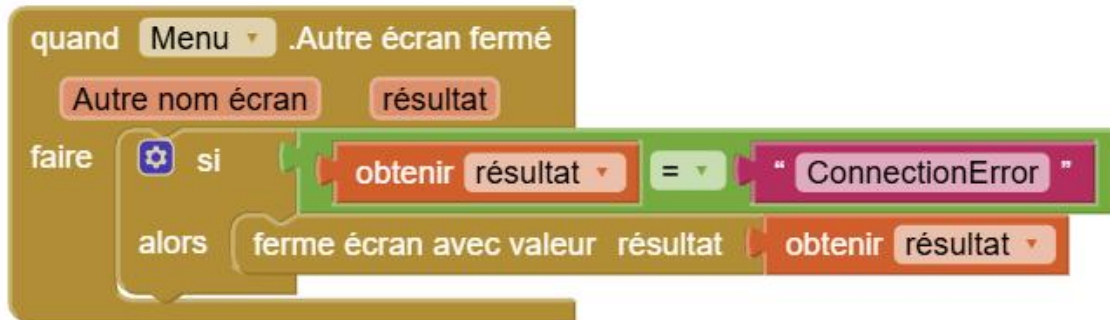 quand Menu .Autre écran fermé
Autre nom écran résultat
faire si obtenir résultat = “ ConnectionError ”
alors ferme écran avec valeur résultat obtenir résultat